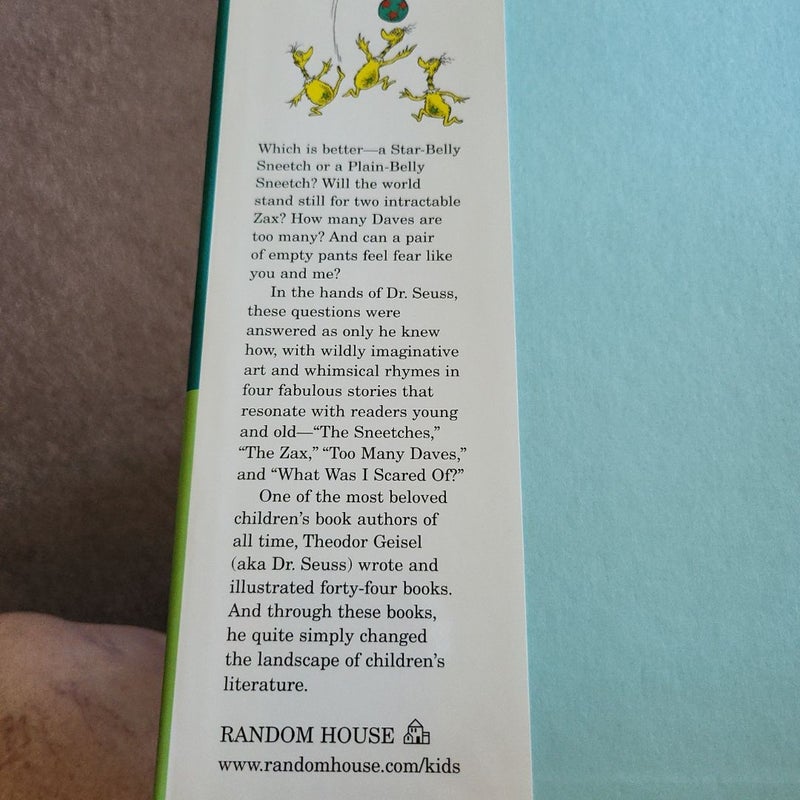 Which is better—a Star-Belly
Sneetch or a Plain-Belly
Sneetch? Will the world
stand still for two intractable
Zax? How many Daves are
too many? And can a pair
of empty pants feel fear like
you and me?
In the hands of Dr. Seuss,
these questions were
answered as only he knew
how, with wildly imaginative
art and whimsical rhymes in
four fabulous stories that
resonate with readers young
and old—“The Sneetches,”
“The Zax,” “Too Many Daves,”
and “What Was I Scared Of?”
One of the most beloved
children’s book authors of
all time, Theodor Geisel
(aka Dr. Seuss) wrote and
illustrated forty-four books.
And through these books,
he quite simply changed
the landscape of children’s
literature.
RANDOM HOUSE
www.randomhouse.com/kids